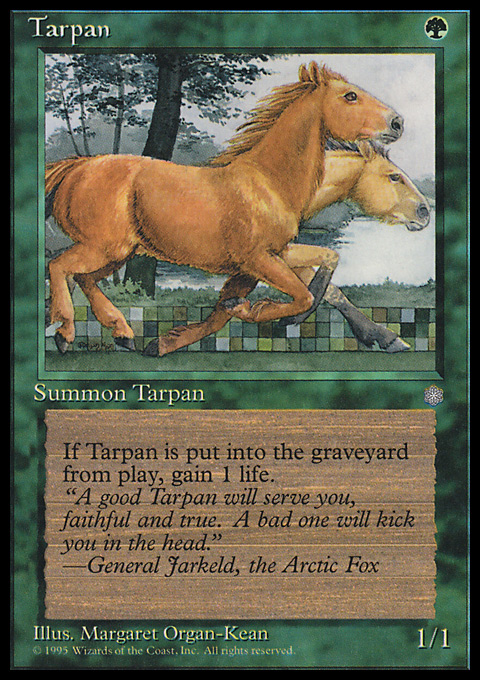 Tarpan
Summon Tarpan
If Tarpan is put into the graveyard
from play, gain 1 life.
“A good Tarpan will serve you,
faithful and true. A bad one will kick
you in the head.”
—General Jarkeld, the Arctic Fox
Illus. Margaret Organ-Kean
1/1
© 1995 Wizards of the Coast, Inc. All rights reserved.